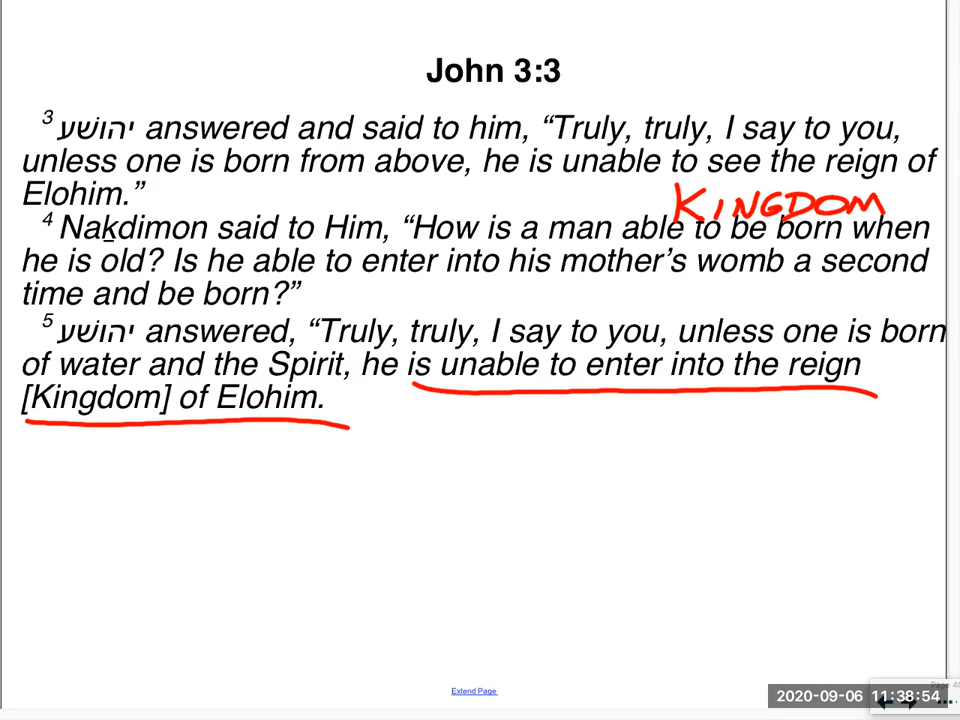 John 3:3
3 יהושׁע answered and said to him, “Truly, truly, I say to you,
unless one is born from above, he is unable to see the reign of
Elohim.”
KINGDOM
4 Naḵdimon said to Him, “How is a man able to be born when
he is old? Is he able to enter into his mother’s womb a second
time and be born?”
5 יהושׁע answered, “Truly, truly, I say to you, unless one is born
of water and the Spirit, he is unable to enter into the reign
[Kingdom] of Elohim.
Extend Page
2020-09-06 11:38:54